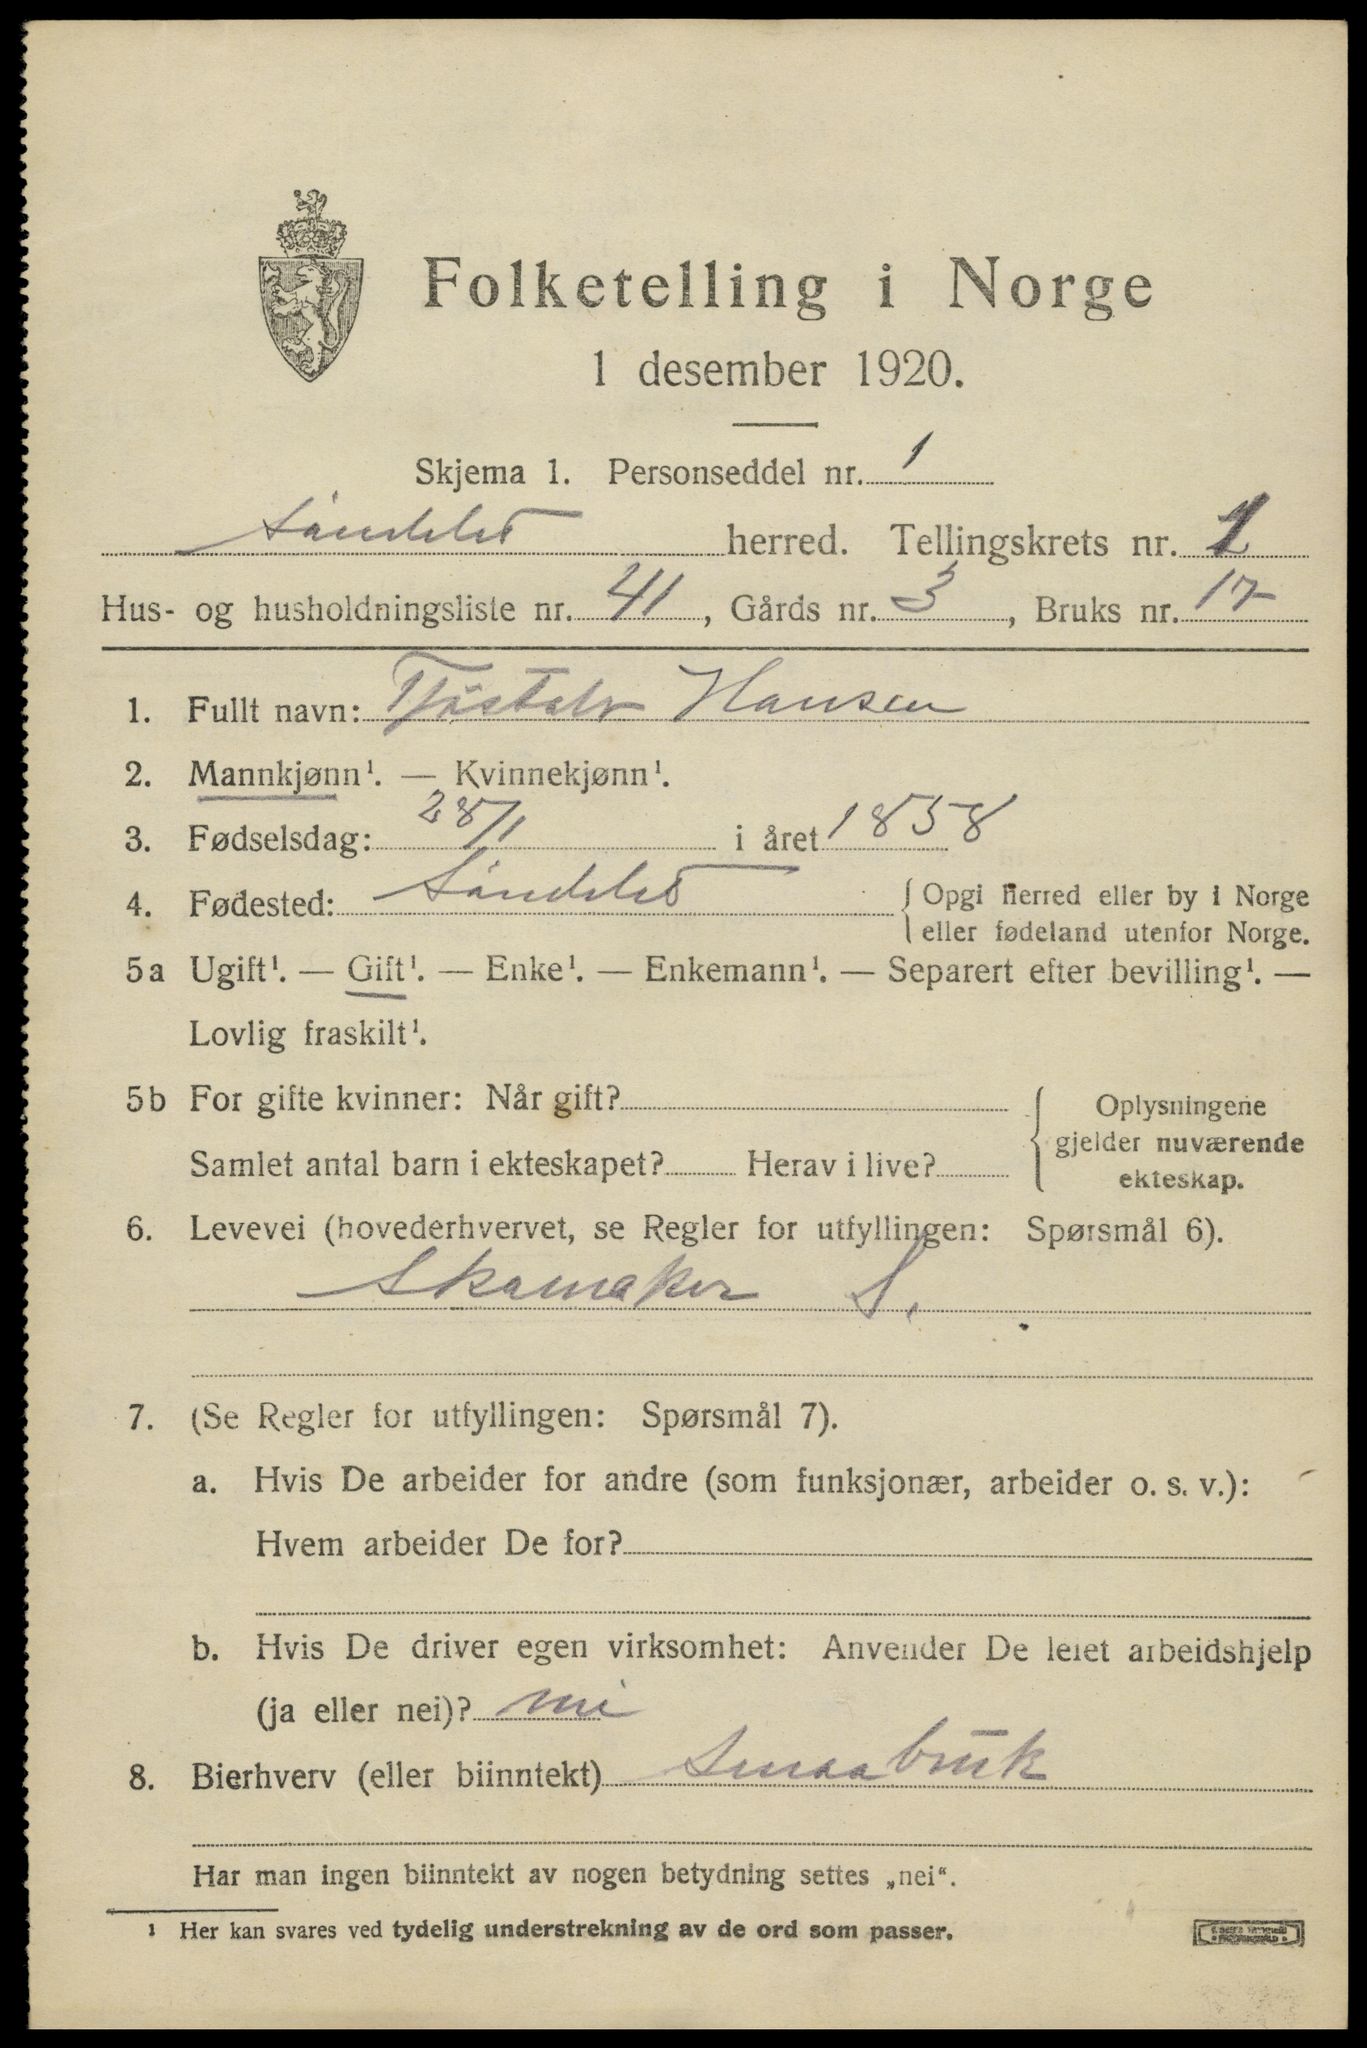 Folketelling i Norge
1 desember 1920.
Skjema 1. Personseddel nr. 1
Søndeled herred. Tellingskrets nr. 1
Hus- og husholdningsliste nr. 41, Gårds nr. 3, Bruks nr. 17
1. Fullt navn: Tjøstolv Hansen
2. Mannkjønn¹. — Kvinnekjønn¹.
3. Fødselsdag: 28/1 i året 1858
4. Fødested: Søndeled { Opgi herred eller by i Norge
eller fødeland utenfor Norge.
5a Ugift¹. — Gift¹. — Enke¹. — Enkemann¹. — Separert efter bevilling¹. —
Lovlig fraskilt¹.
5b For gifte kvinner: Når gift?
Samlet antal barn i ekteskapet? Herav i live?
Oplysningene
gjelder nuværende
ekteskap.
6. Levevei (hovederhvervet, se Regler for utfyllingen: Spørsmål 6).
Skomaker S.
7. (Se Regler for utfyllingen: Spørsmål 7).
a. Hvis De arbeider for andre (som funksjonær, arbeider o. s. v.):
Hvem arbeider De for?
b. Hvis De driver egen virksomhet: Anvender De leiet arbeidshjelp
(ja eller nei)? nei
8. Bierhverv (eller biinntekt) Smaabruk
Har man ingen biinntekt av nogen betydning settes „nei“.
¹ Her kan svares ved tydelig understrekning av de ord som passer.